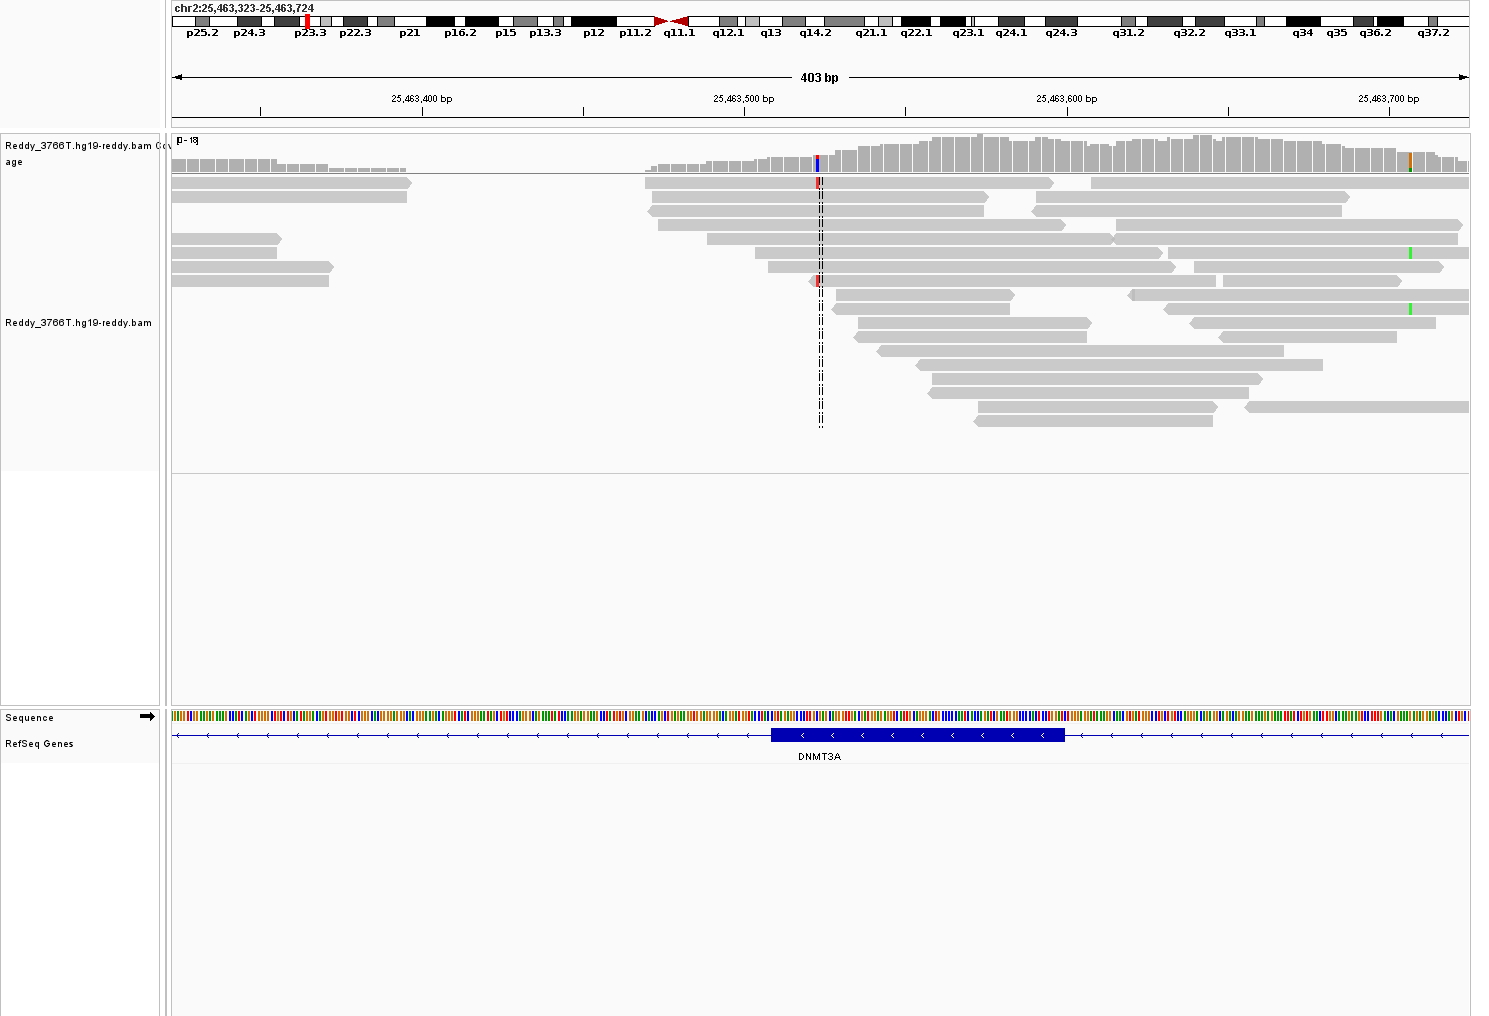 chr2:25,463,323-25,463,724
p25.2 p24.3 p23.3 p22.3 p21 p16.2 p15 p13.3 p12 p11.2 q11.1 q12.1 q13 q14.2 q21.1 q22.1 q23.1 q24.1 q24.3 q31.2 q32.2 q33.1 q34 q35 q36.2 q37.2
403 bp
25,463,400 bp 25,463,500 bp 25,463,600 bp 25,463,700 bp
Reddy_3766T.hg19-reddy.bam Cov
age
[0 - 18]
Reddy_3766T.hg19-reddy.bam
Sequence
RefSeq Genes
DNMT3A